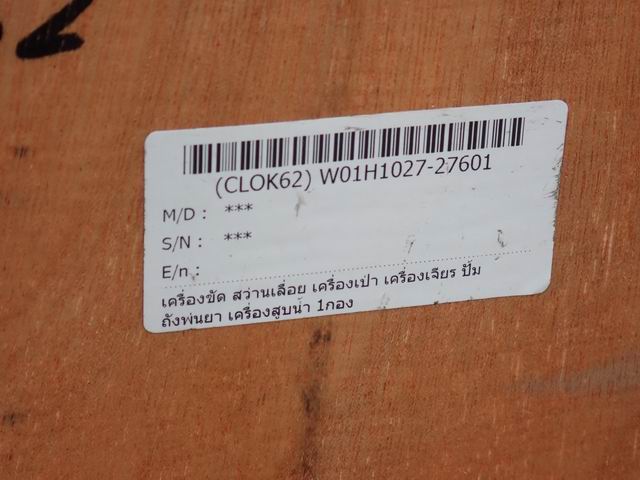 52
(CLOK62) W01H1027-27601
M/D : ***
S/N : ***
E/n :
เครื่องขัด สว่านเลื่อย เครื่องเป่า เครื่องเจียร ปั๊ม
ถังพ่นยา เครื่องสูบน้ำ 1กอง